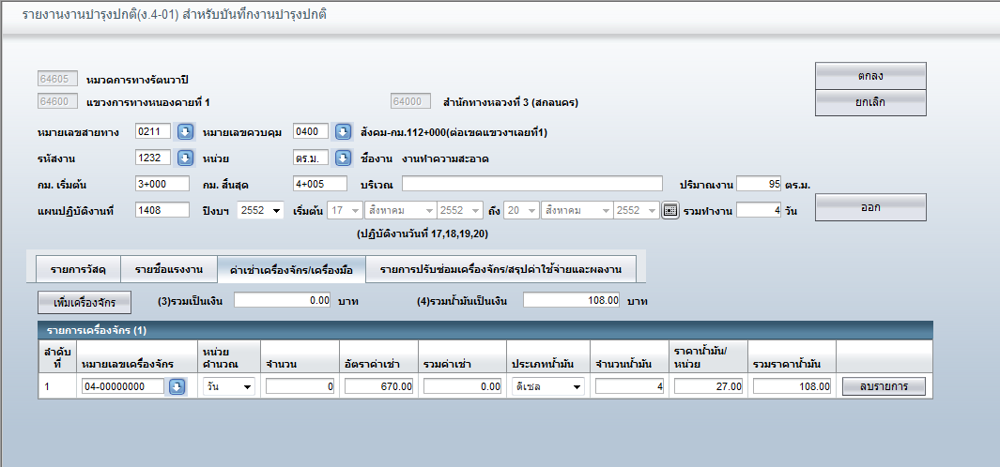 รายงานงานบำรุงปกติ(ง.4-01) สำหรับบันทึกงานบำรุงปกติ
64605 หมวดการทางรัตนวาปี ตกลง
64600 แขวงการทางหนองคายที่ 1 64000 สำนักทางหลวงที่ 3 (สกลนคร) ยกเลิก
หมายเลขสายทาง 0211 หมายเลขควบคุม 0400 สังคม-กม.112+000(ต่อเขตแขวงฯเลยที่1)
รหัสงาน 1232 หน่วย ตร.ม. ชื่องาน งานทำความสะอาด
กม. เริ่มต้น 3+000 กม. สิ้นสุด 4+005 บริเวณ ปริมาณงาน 95 ตร.ม.
แผนปฏิบัติงานที่ 1408 ปีงบฯ 2552 เริ่มต้น 17 สิงหาคม 2552 ถึง 20 สิงหาคม 2552 รวมทำงาน 4 วัน ออก
(ปฏิบัติงานวันที่ 17,18,19,20)
รายการวัสดุ รายชื่อแรงงาน ค่าเช่าเครื่องจักร/เครื่องมือ รายการปรับซ่อมเครื่องจักร/สรุปค่าใช้จ่ายและผลงาน
เพิ่มเครื่องจักร (3)รวมเป็นเงิน 0.00 บาท (4)รวมน้ำมันเป็นเงิน 108.00 บาท
รายการเครื่องจักร (1)
ลำดับที่ หมายเลขเครื่องจักร หน่วยคำนวณ จำนวน อัตราค่าเช่า รวมค่าเช่า ประเภทน้ำมัน จำนวนน้ำมัน ราคาน้ำมัน/หน่วย รวมราคาน้ำมัน
1 04-00000000 วัน 0 670.00 0.00 ดีเซล 4 27.00 108.00 ลบรายการ